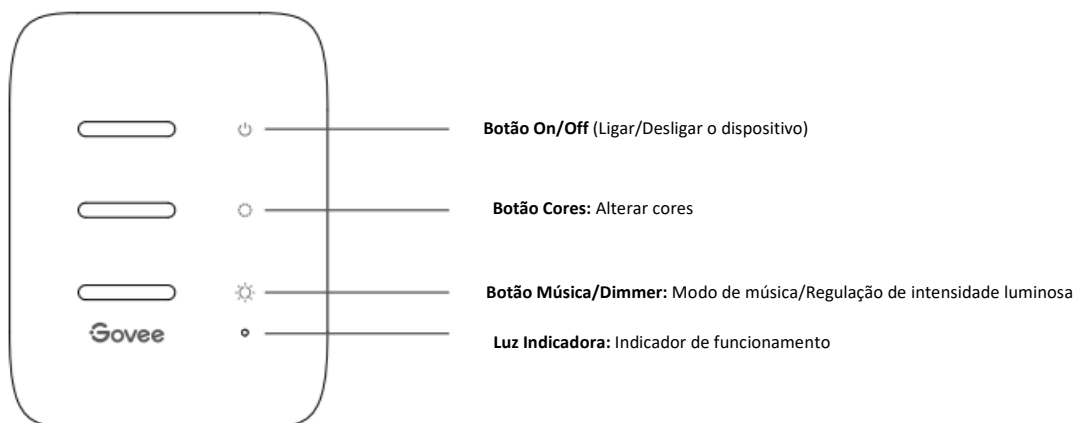 Botão On/Off (Ligar/Desligar o dispositivo)
Botão Cores: Alterar cores
Botão Música/Dimmer: Modo de música/Regulação de intensidade luminosa
Govee
Luz Indicadora: Indicador de funcionamento